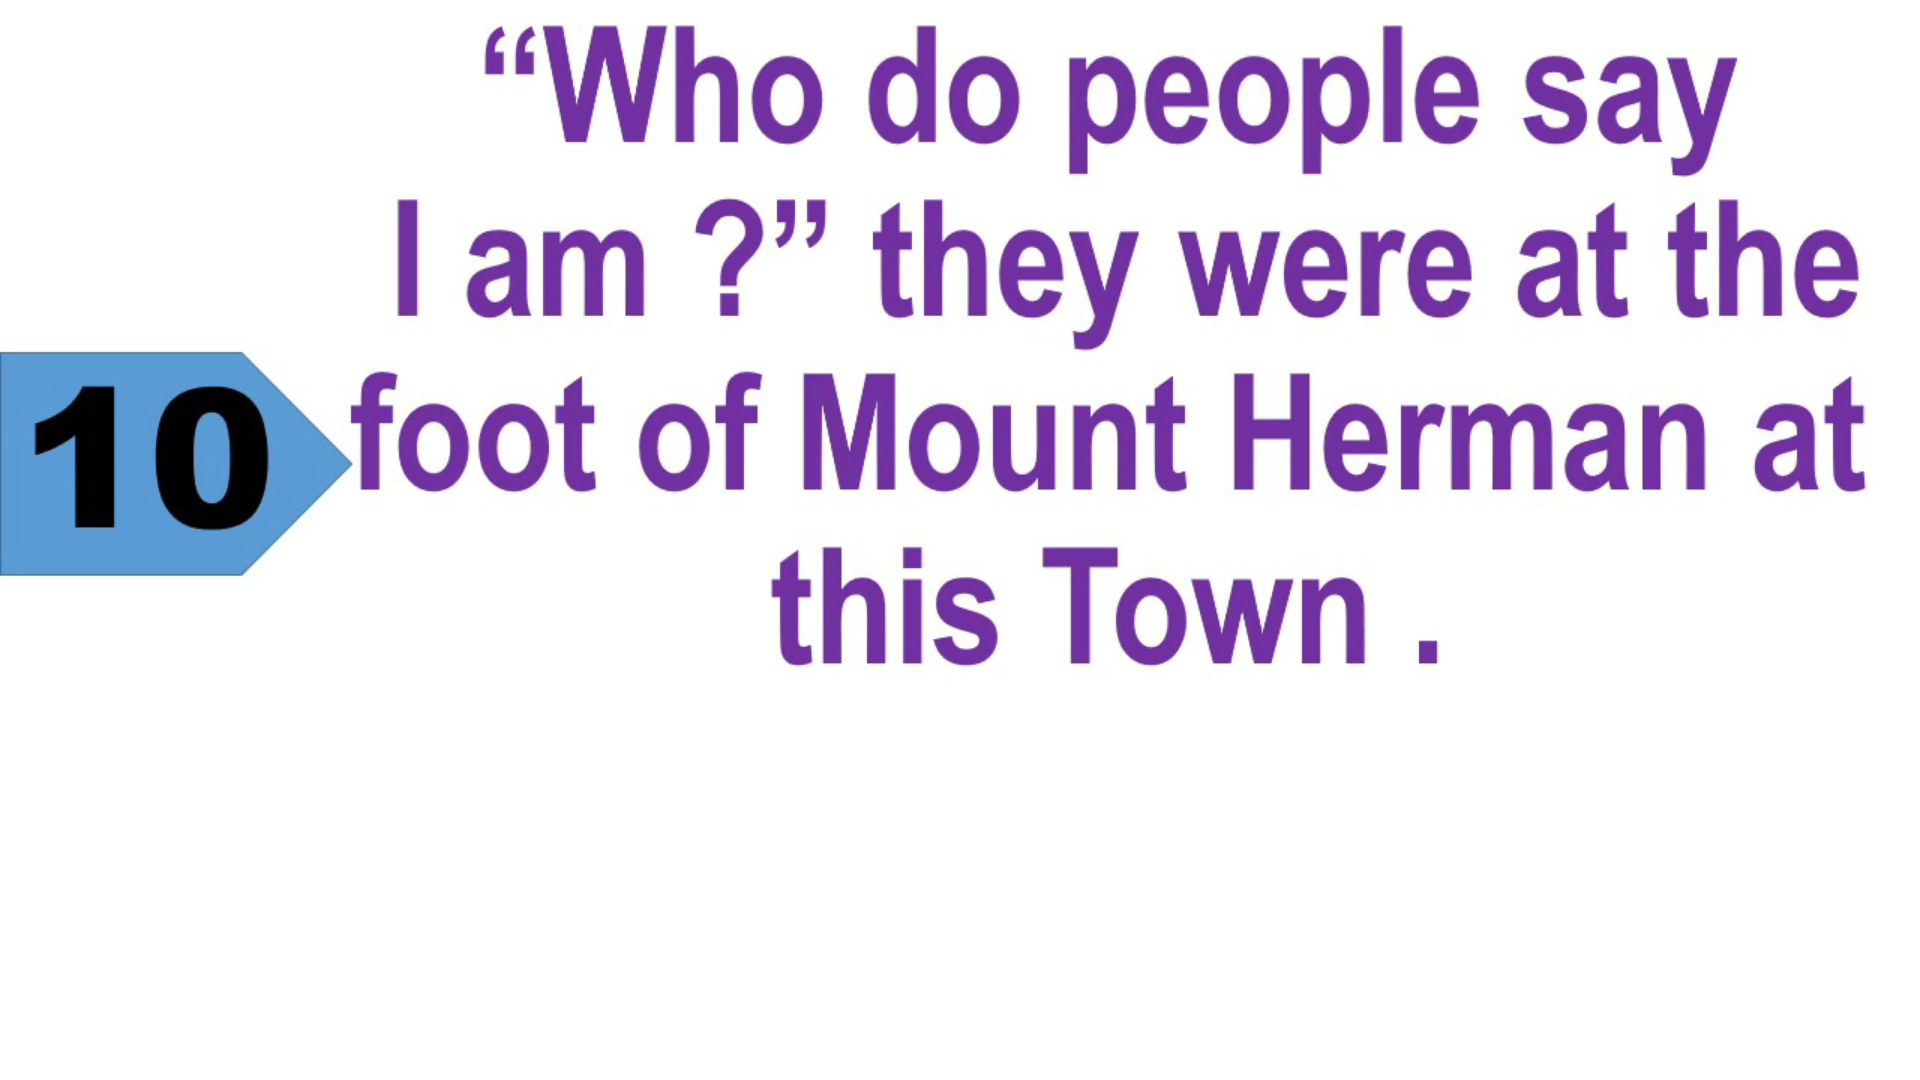 “Who do people say
I am ?” they were at the
10
foot of Mount Herman at
this Town .